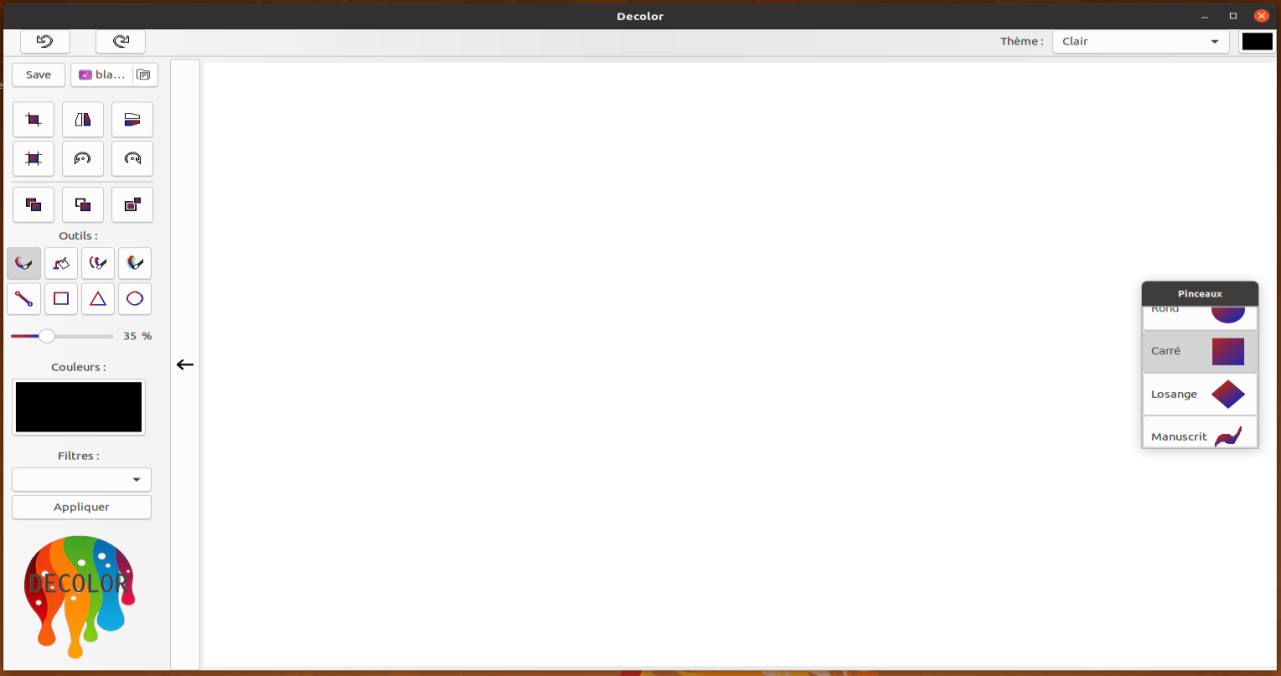 Decolor
Thème :
Clair
Save
bla...
Outils :
35 %
Couleurs :
Filtres :
Appliquer
DECOLOR
Pinceaux
Rond
Carré
Losange
Manuscrit